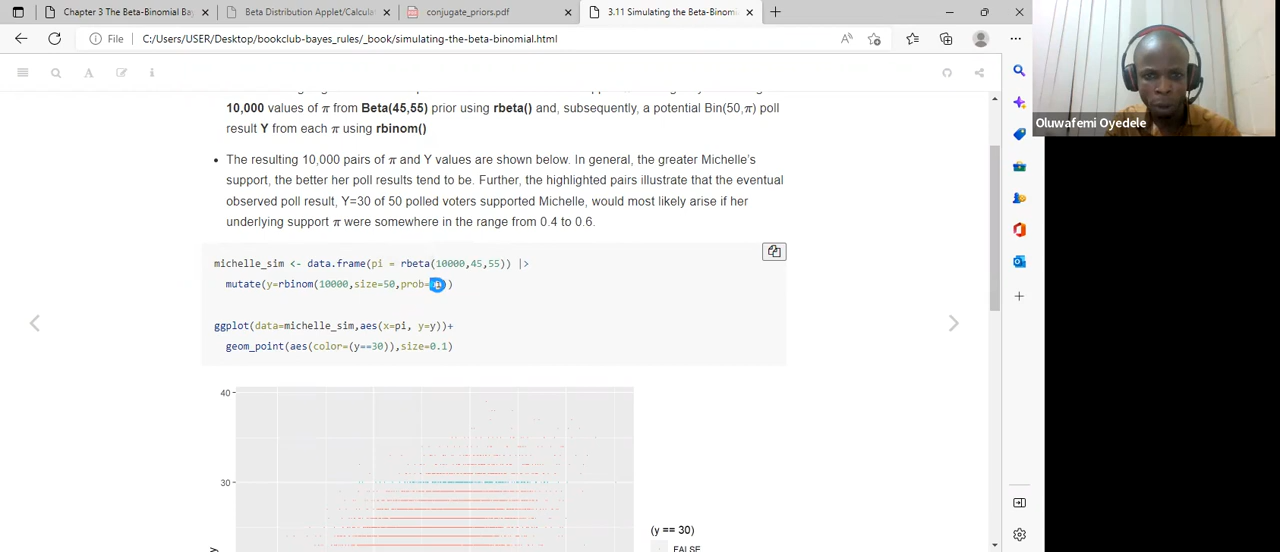 Chapter 3 The Beta-Binomial Ba
Beta Distribution Applet/Calcula
conjugate_priors.pdf
3.11 Simulating the Beta-Binomi
File C:/Users/USER/Desktop/bookclub-bayes_rules/_book/simulating-the-beta-binomial.html
10,000 values of π from Beta(45,55) prior using rbeta() and, subsequently, a potential Bin(50,π) poll
result Y from each π using rbinom()
• The resulting 10,000 pairs of π and Y values are shown below. In general, the greater Michelle's
support, the better her poll results tend to be. Further, the highlighted pairs illustrate that the eventual
observed poll result, Y=30 of 50 polled voters supported Michelle, would most likely arise if her
underlying support π were somewhere in the range from 0.4 to 0.6.
michelle_sim <- data.frame(pi = rbeta(10000,45,55)) |>
mutate(y=rbinom(10000,size=50,prob= ))
ggplot(data=michelle_sim,aes(x=pi, y=y))+
geom_point(aes(color=(y==30)),size=0.1)
40
30
y
(y == 30)
FALSE
Oluwafemi Oyedele